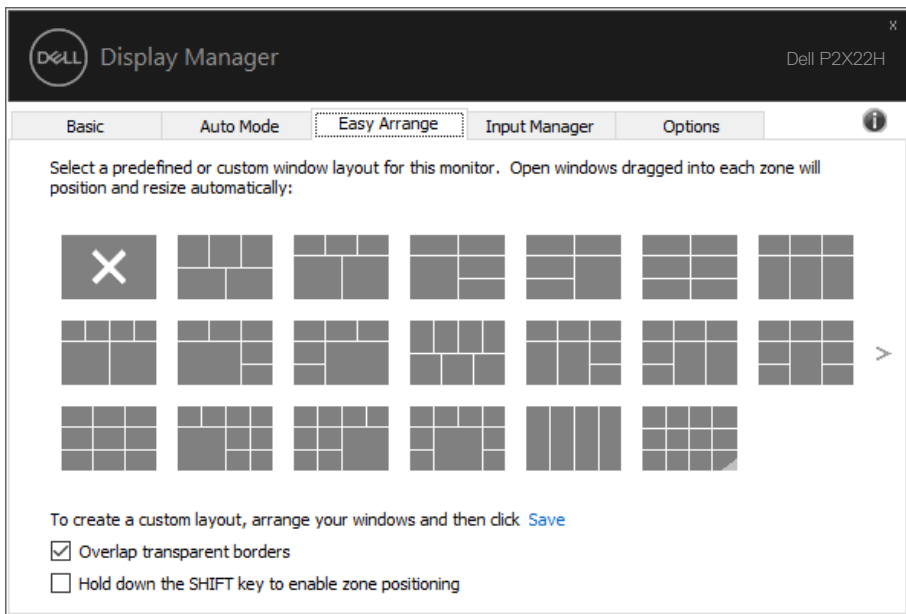 x
DELL Display Manager
Dell P2X22H
Basic Auto Mode Easy Arrange Input Manager Options
Select a predefined or custom window layout for this monitor. Open windows dragged into each zone will
position and resize automatically:
>
To create a custom layout, arrange your windows and then click Save
Overlap transparent borders
Hold down the SHIFT key to enable zone positioning